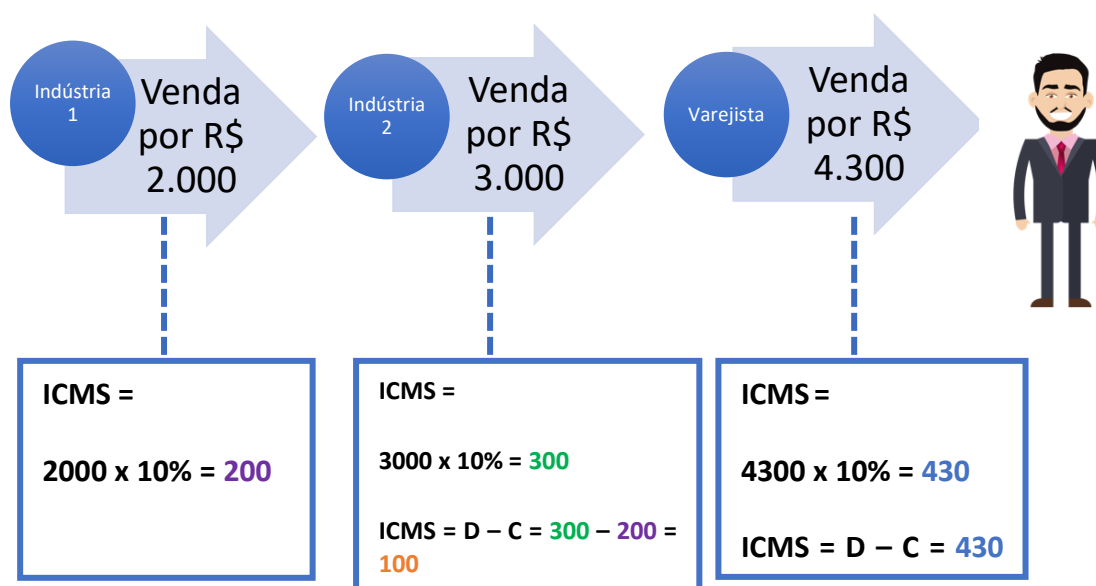 Indústria
1
Venda
por R$
2.000
Indústria
2
Venda
por R$
3.000
Varejista
Venda
por R$
4.300
ICMS =
2000 x 10% = 200
ICMS =
3000 x 10% = 300
ICMS = D – C = 300 – 200 =
100
ICMS =
4300 x 10% = 430
ICMS = D – C = 430